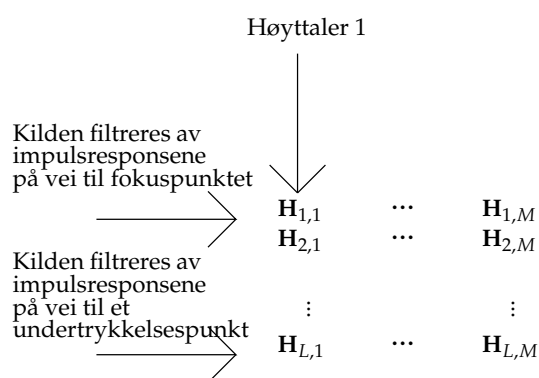 Høyttaler 1
Kilden filtreres av
impulsresponsene
på vei til fokuspunktet
H1,1 ⋯ H1,M
H2,1 ⋯ H2,M
Kilden filtreres av
impulsresponsene
på vei til et
undertrykkelsespunkt
⋮ ⋮
HL,1 ⋯ HL,M